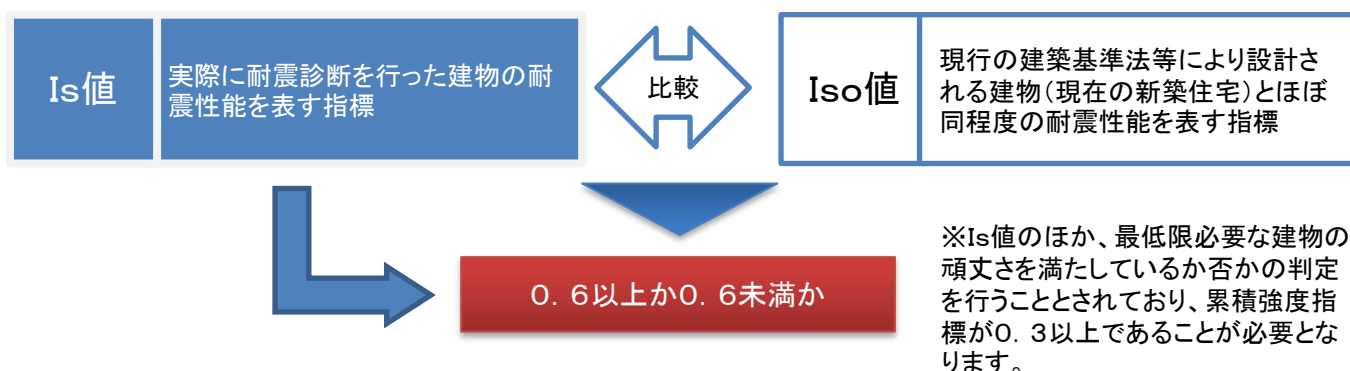 Is値
実際に耐震診断を行った建物の耐
震性能を表す指標
比較
Iso値
現行の建築基準法等により設計さ
れる建物(現在の新築住宅)とほぼ
同程度の耐震性能を表す指標
0.6以上か0.6未満か
※Is値のほか、最低限必要な建物の
頑丈さを満たしているか否かの判定
を行うこととされており、累積強度指
標が0.3以上であることが必要とな
ります。